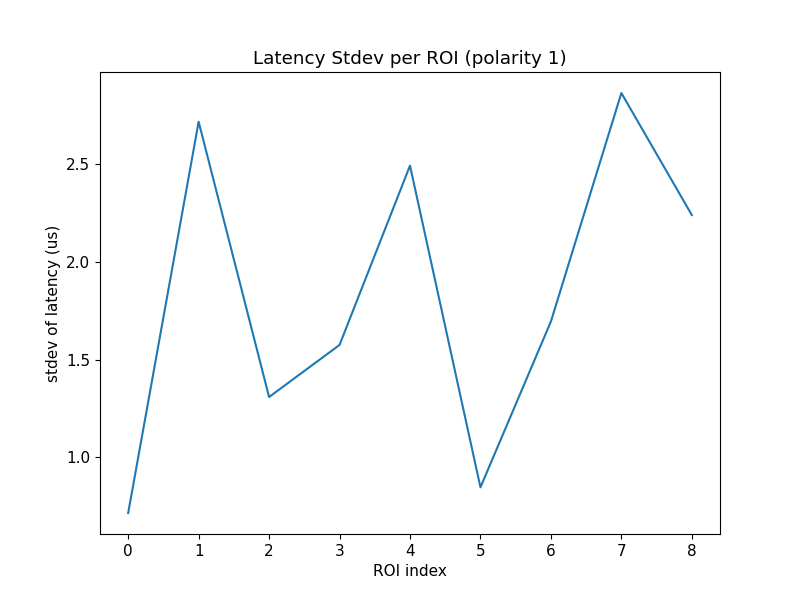 Latency Stdev per ROI (polarity 1)
stdev of latency (us)
2.5
2.0
1.5
1.0
0 1 2 3 4 5 6 7 8
ROI index